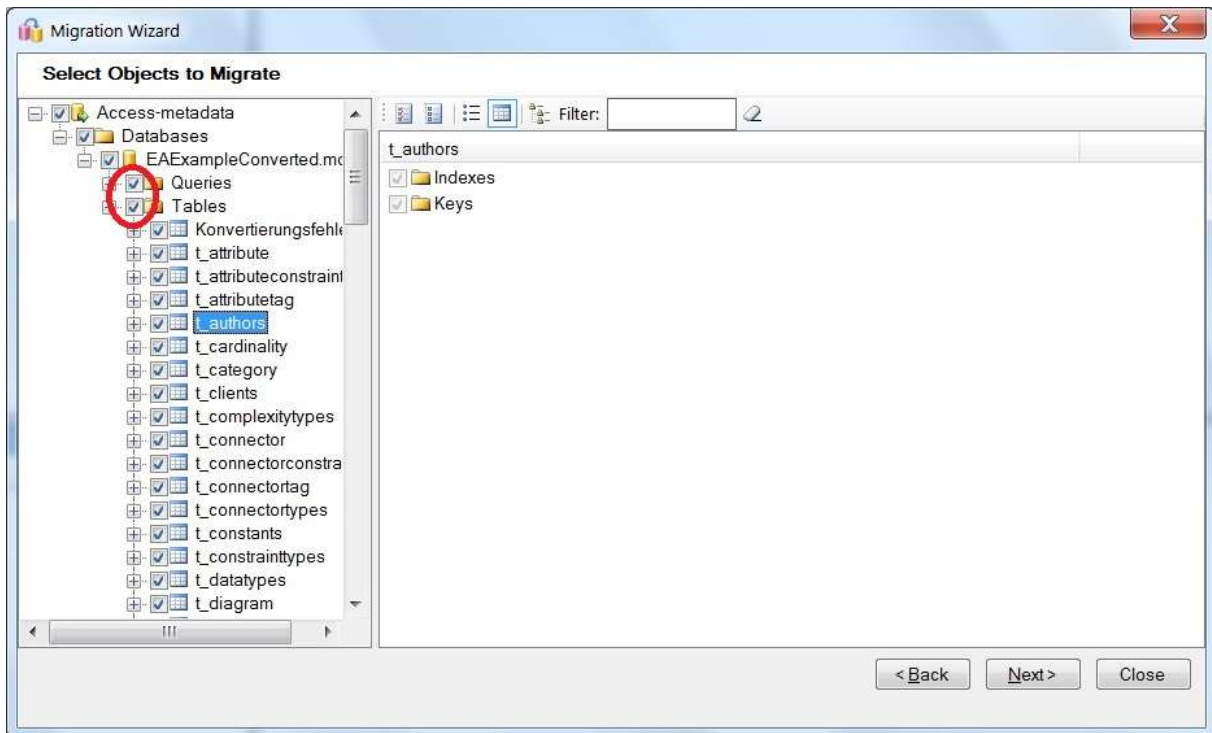 Migration Wizard
Select Objects to Migrate
Access-metadata
Databases
EAExampleConverted.mc
Queries
Tables
Konvertierungsfehle
t_attribute
t_attributeconstraint
t_attributetag
t_authors
t_cardinality
t_category
t_clients
t_complexitytypes
t_connector
t_connectorconstra
t_connectortag
t_connectortypes
t_constants
t_constrainttypes
t_datatypes
t_diagram
Filter:
t_authors
Indexes
Keys
< Back Next > Close